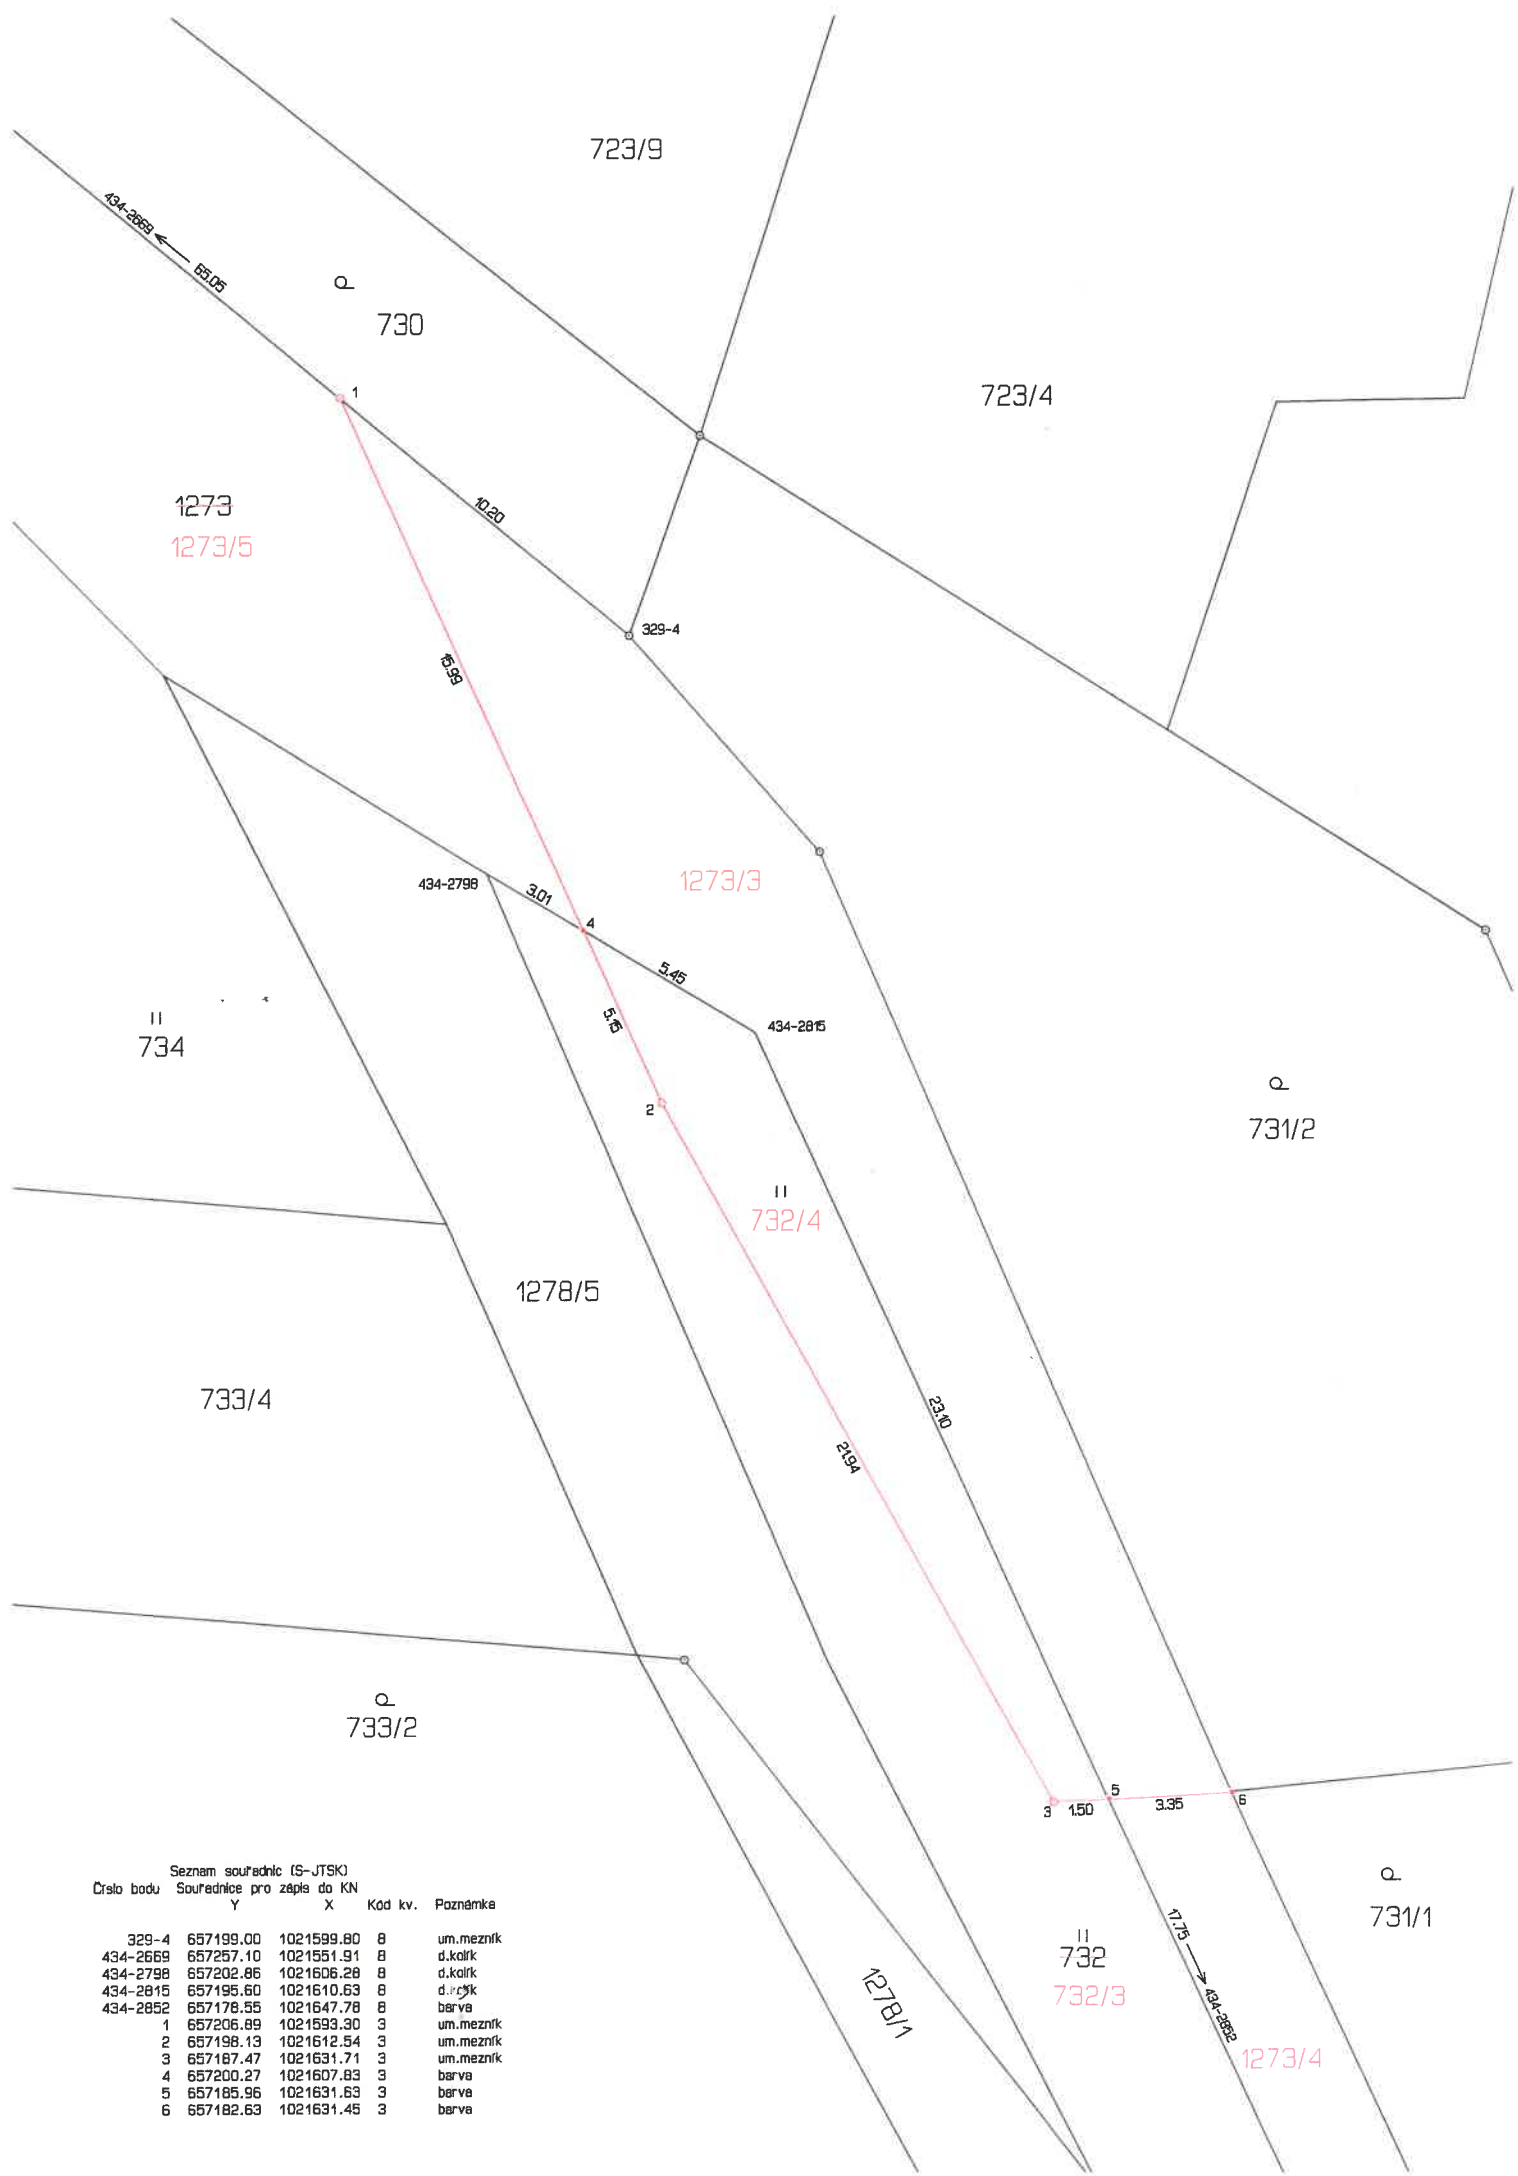 723/9
434-2669
65.05
730
723/4
1
1273
1273/5
10.20
329-4
15.99
1273/3
434-2798
3.01
4
5.45
434-2815
5.15
734
2
731/2
732/4
1278/5
733/4
23.10
21.94
733/2
5
3
1.50
3.35
6
731/1
17.75
434-2852
732
732/3
1278/1
1273/4
Seznam souřadnic (S-JTSK)
Číslo bodu Souřadnice pro zápis do KN
Y X Kód kv. Poznámka
329-4 657199.00 1021599.80 8 um.mezník
434-2669 657257.10 1021551.91 8 d.kolík
434-2798 657202.86 1021606.28 8 d.kolík
434-2815 657195.60 1021610.63 8
434-2852 657178.55 1021647.78 8 barva
1 657206.89 1021593.30 3 um.mezník
2 657198.13 1021612.54 3 um.mezník
3 657187.47 1021631.71 3 um.mezník
4 657200.27 1021607.83 3 barva
5 657185.96 1021631.63 3 barva
6 657182.63 1021631.45 3 barva